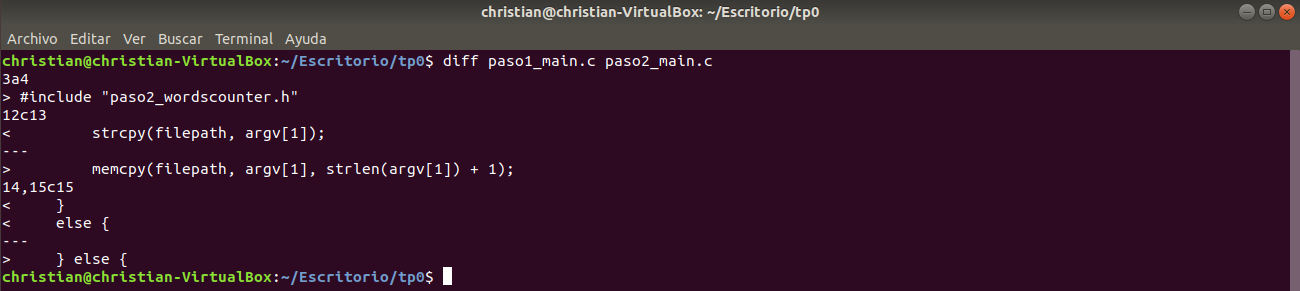 christian@christian-VirtualBox: ~/Escritorio/tp0
Archivo Editar Ver Buscar Terminal Ayuda
christian@christian-VirtualBox:~/Escritorio/tp0$ diff paso1_main.c paso2_main.c
3a4
> #include "paso2_wordscounter.h"
12c13
<         strcpy(filepath, argv[1]);
---
>         memcpy(filepath, argv[1], strlen(argv[1]) + 1);
14,15c15
<     }
<     else {
---
>     } else {
christian@christian-VirtualBox:~/Escritorio/tp0$